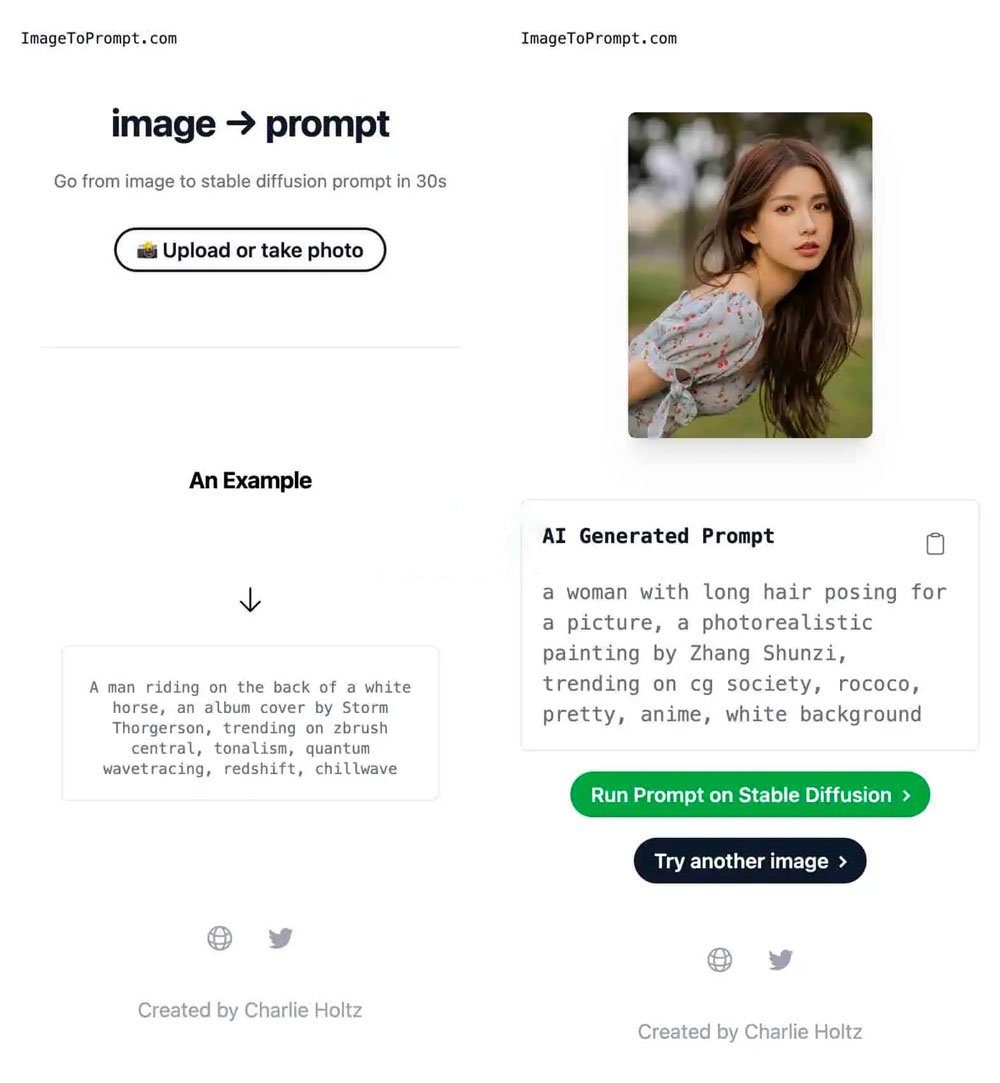 ImageToPrompt.com
image → prompt
Go from image to stable diffusion prompt in 30s
📸 Upload or take photo
An Example
↓
A man riding on the back of a white
horse, an album cover by Storm
Thorgerson, trending on zbrush
central, tonalism, quantum
wavetracing, redshift, chillwave
Created by Charlie Holtz
ImageToPrompt.com
AI Generated Prompt
a woman with long hair posing for
a picture, a photorealistic
painting by Zhang Shunzi,
trending on cg society, rococo,
pretty, anime, white background
Run Prompt on Stable Diffusion >
Try another image >
Created by Charlie Holtz